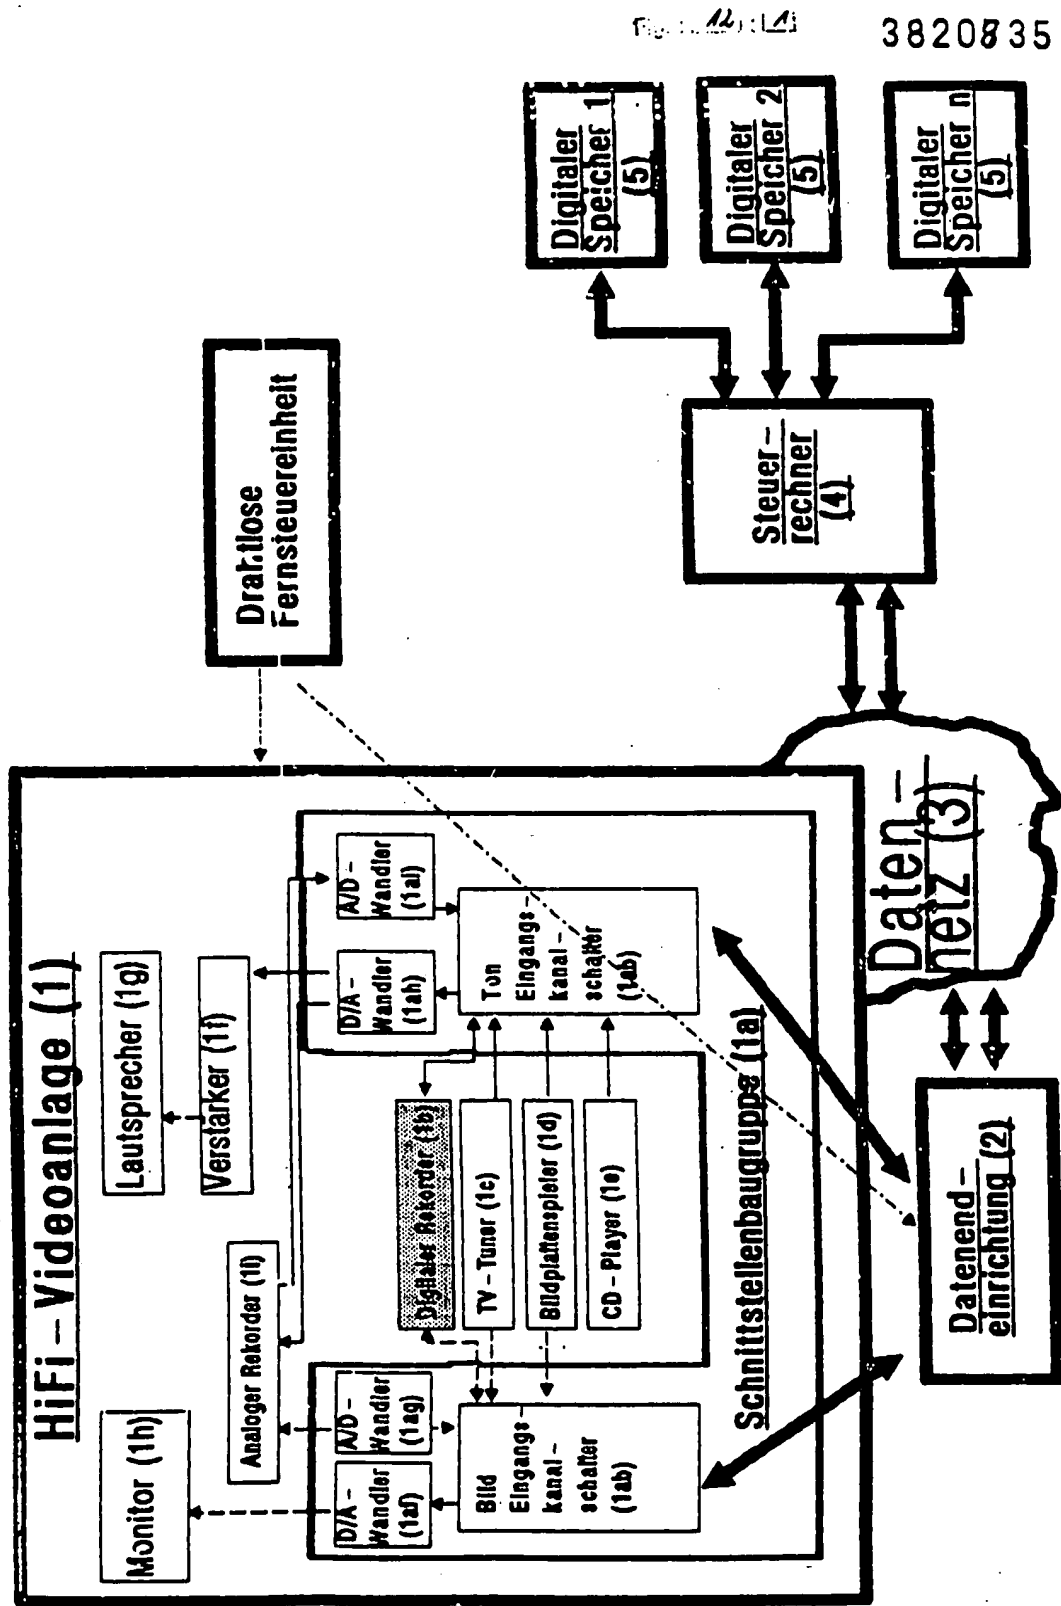 3820835
HiFi-Videoanlage (1)
Monitor (1h)
Lautsprecher (1g)
Verstärker (1f)
Analoger Rekorder (1i)
Drahtlose
Fernsteuereinheit
D/A-
Wandler
(1af)
A/D-
Wandler
(1ag)
D/A-
Wandler
(1ah)
A/D-
Wandler
(1ai)
Bild
Eingangs-
kanal-
schalter
(1ab)
Digitaler Rekorder (1b)
TV-Tuner (1c)
Bildplattenspieler (1d)
CD-Player (1e)
Ton
Eingangs-
kanal-
schalter
(1ab)
Schnittstellenbaugruppe (1a)
Datenend-
einrichtung (2)
Daten-
netz (3)
Steuer-
rechner
(4)
Digitaler
Speicher 1
(5)
Digitaler
Speicher 2
(5)
Digitaler
Speicher n
(5)